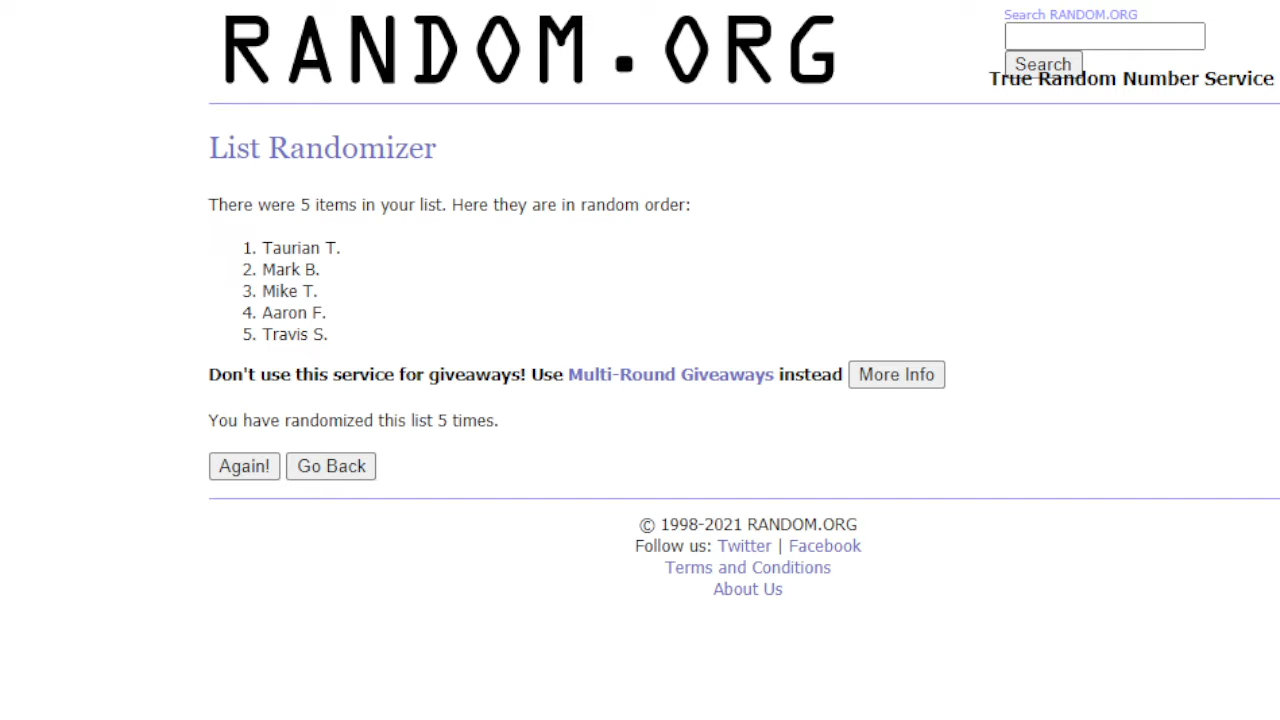 RANDOM.ORG
Search RANDOM.ORG
Search
True Random Number Service
List Randomizer
There were 5 items in your list. Here they are in random order:
1. Taurian T.
2. Mark B.
3. Mike T.
4. Aaron F.
5. Travis S.
Don't use this service for giveaways! Use Multi-Round Giveaways instead More Info
You have randomized this list 5 times.
Again! Go Back
© 1998-2021 RANDOM.ORG
Follow us: Twitter | Facebook
Terms and Conditions
About Us